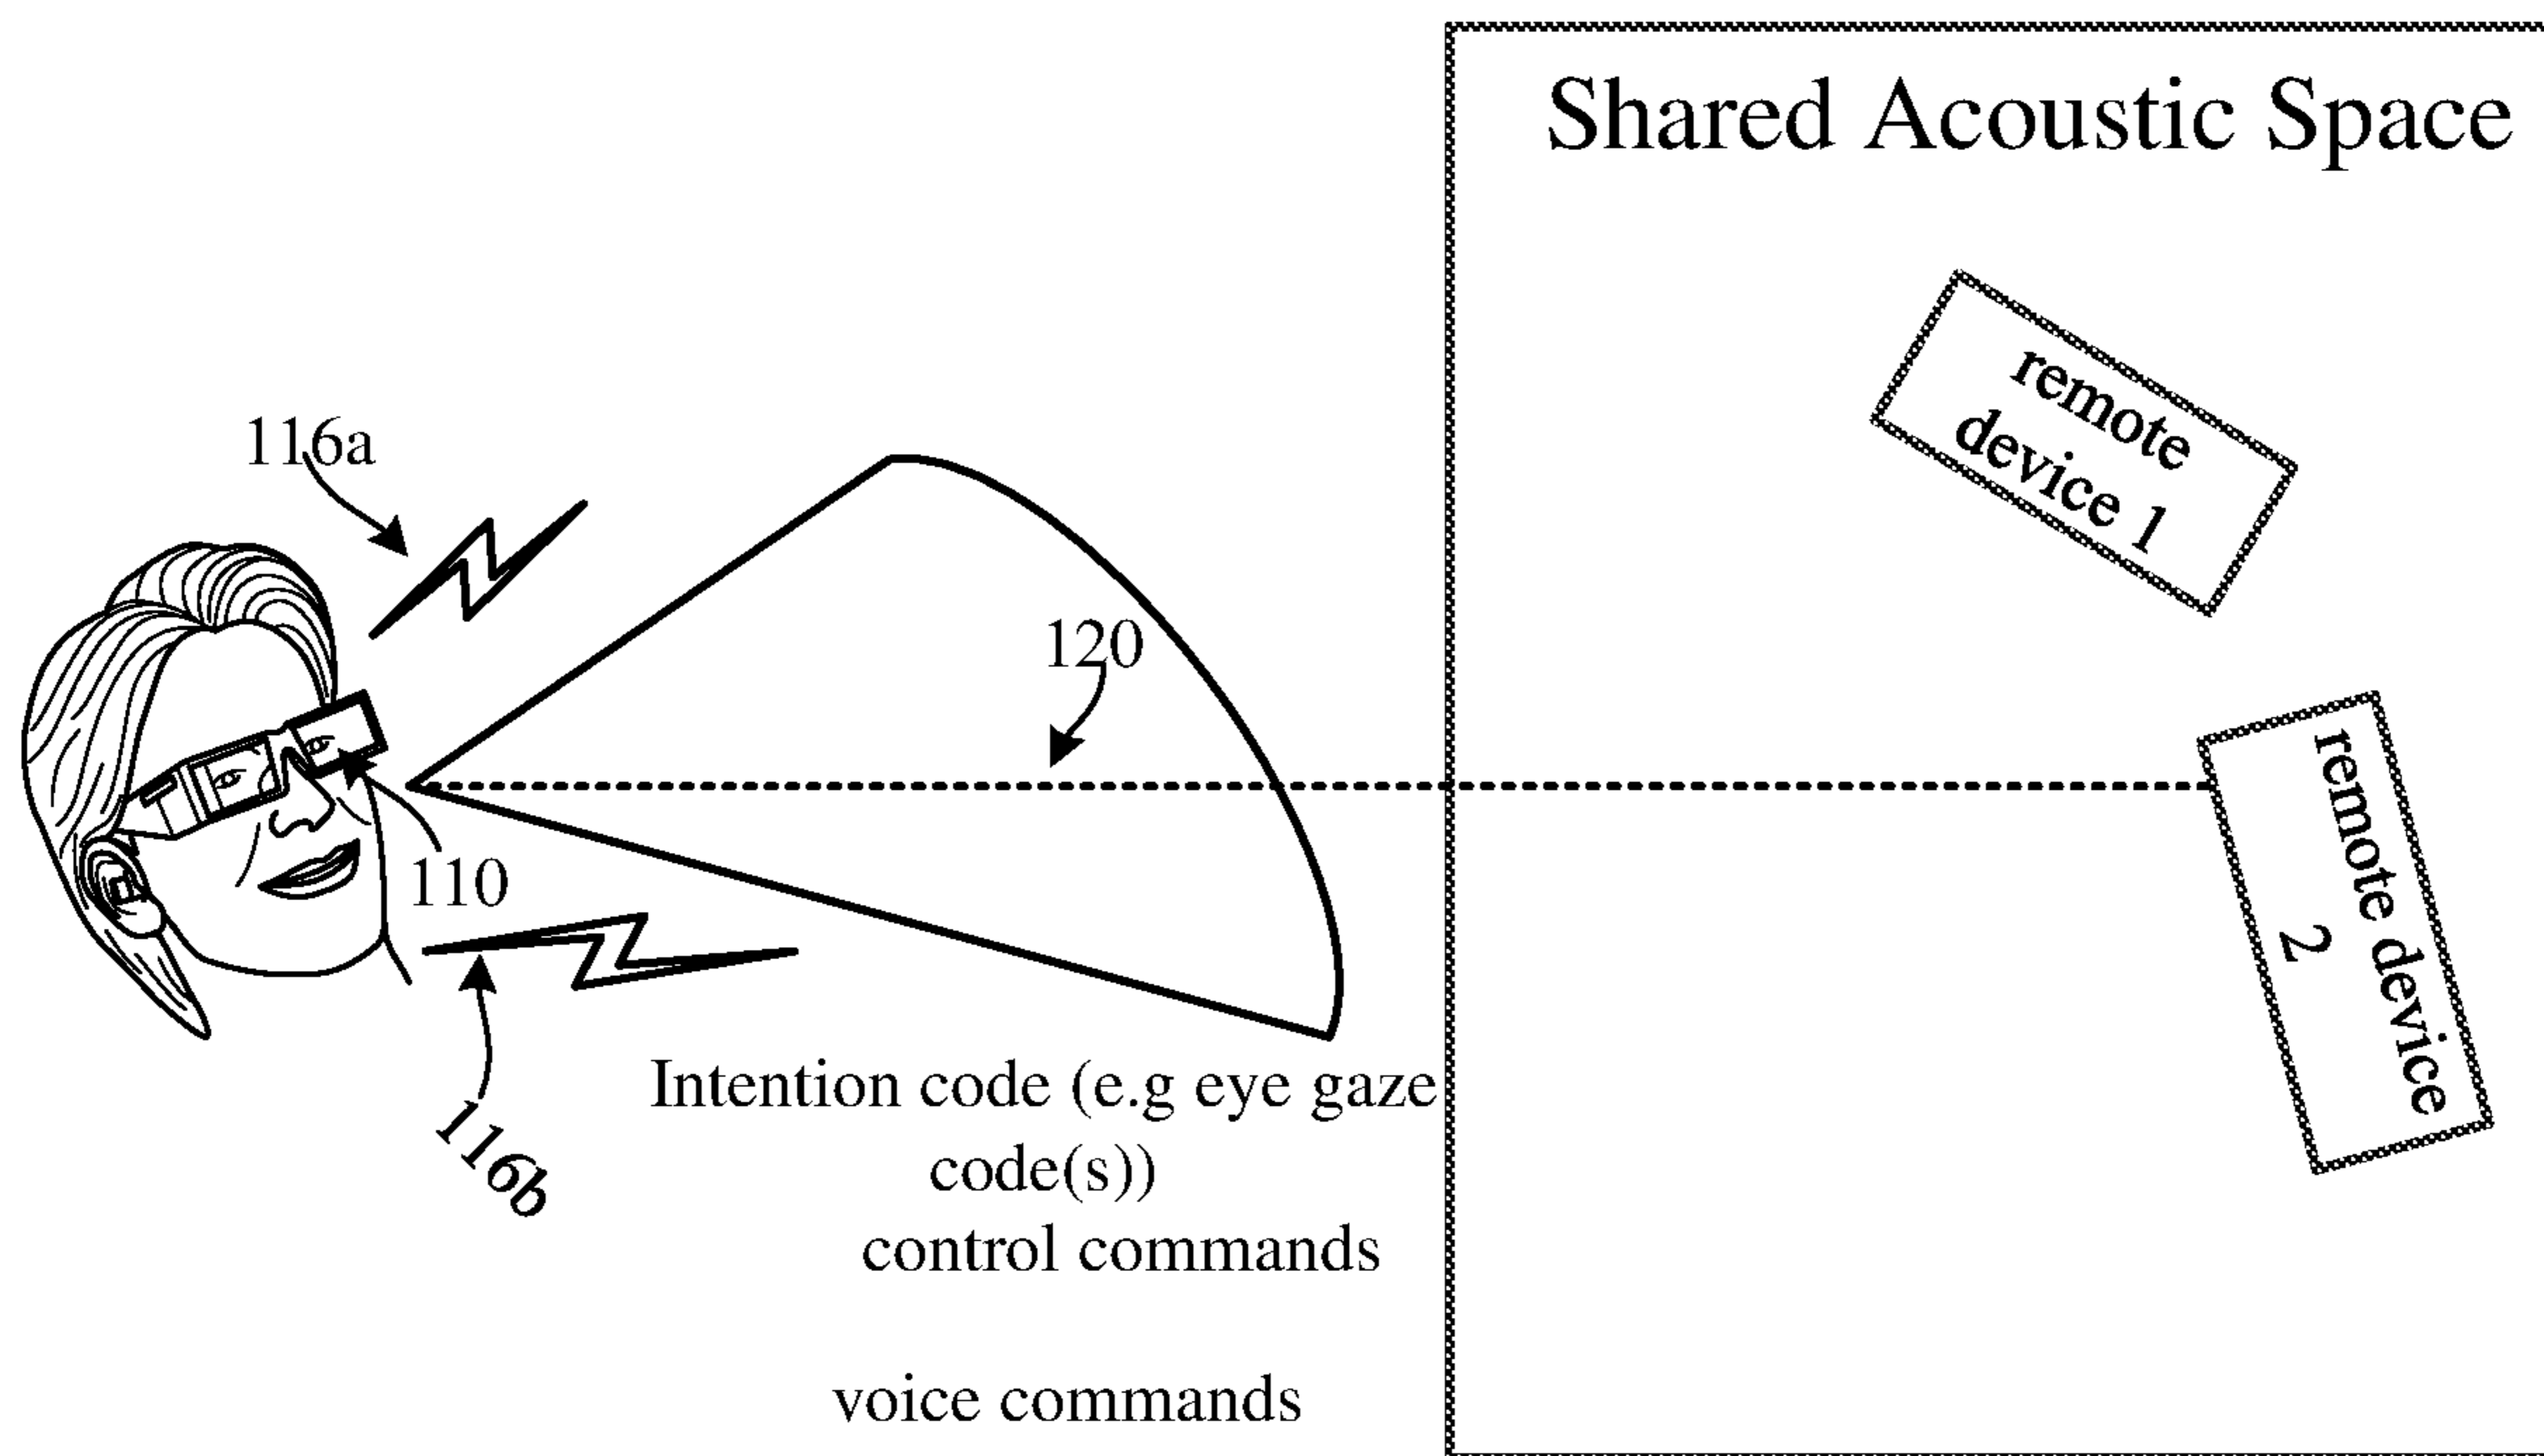 Shared Acoustic Space
remote
device 1
116a
120
remote device
2
110
116b
Intention code (e.g eye gaze
code(s))
control commands
voice commands